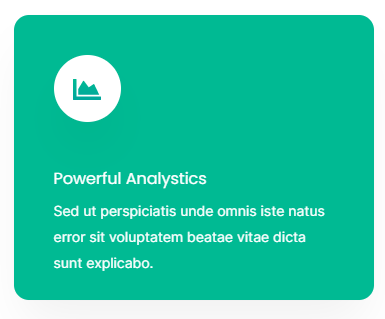 Powerful Analystics
Sed ut perspiciatis unde omnis iste natus
error sit voluptatem beatae vitae dicta
sunt explicabo.